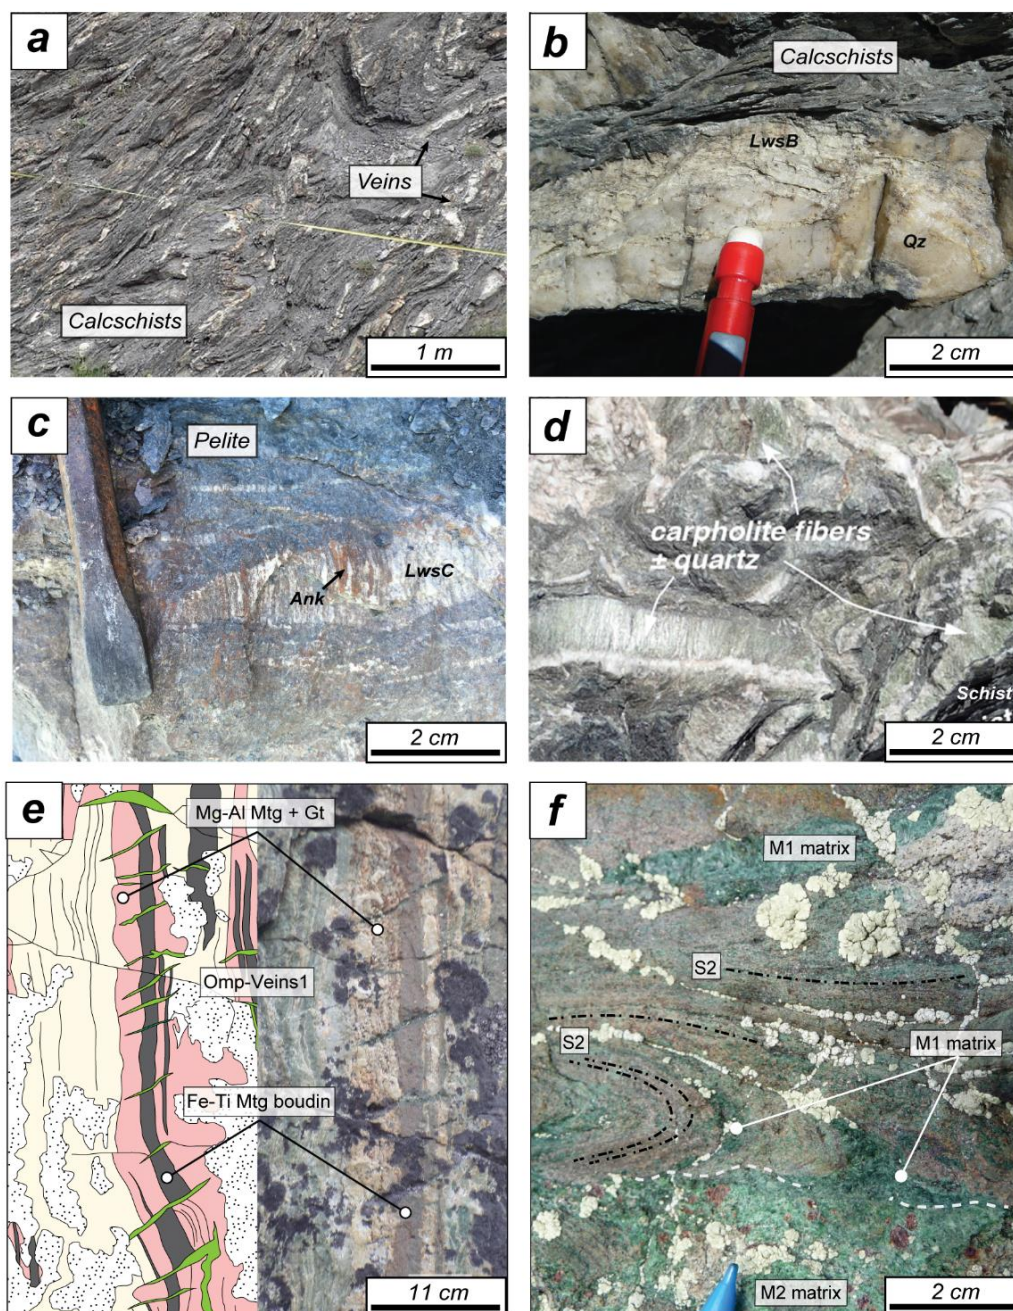 a
Veins
Calcschists
1 m
b
Calcschists
LwsB
Qz
2 cm
c
Pelite
LwsC
Ank
2 cm
d
carpholite fibers
± quartz
Schist
2 cm
e
Mg-Al Mtg + Gt
Omp-Veins1
Fe-Ti Mtg boudin
11 cm
f
M1 matrix
S2
M1 matrix
S2
M2 matrix
2 cm